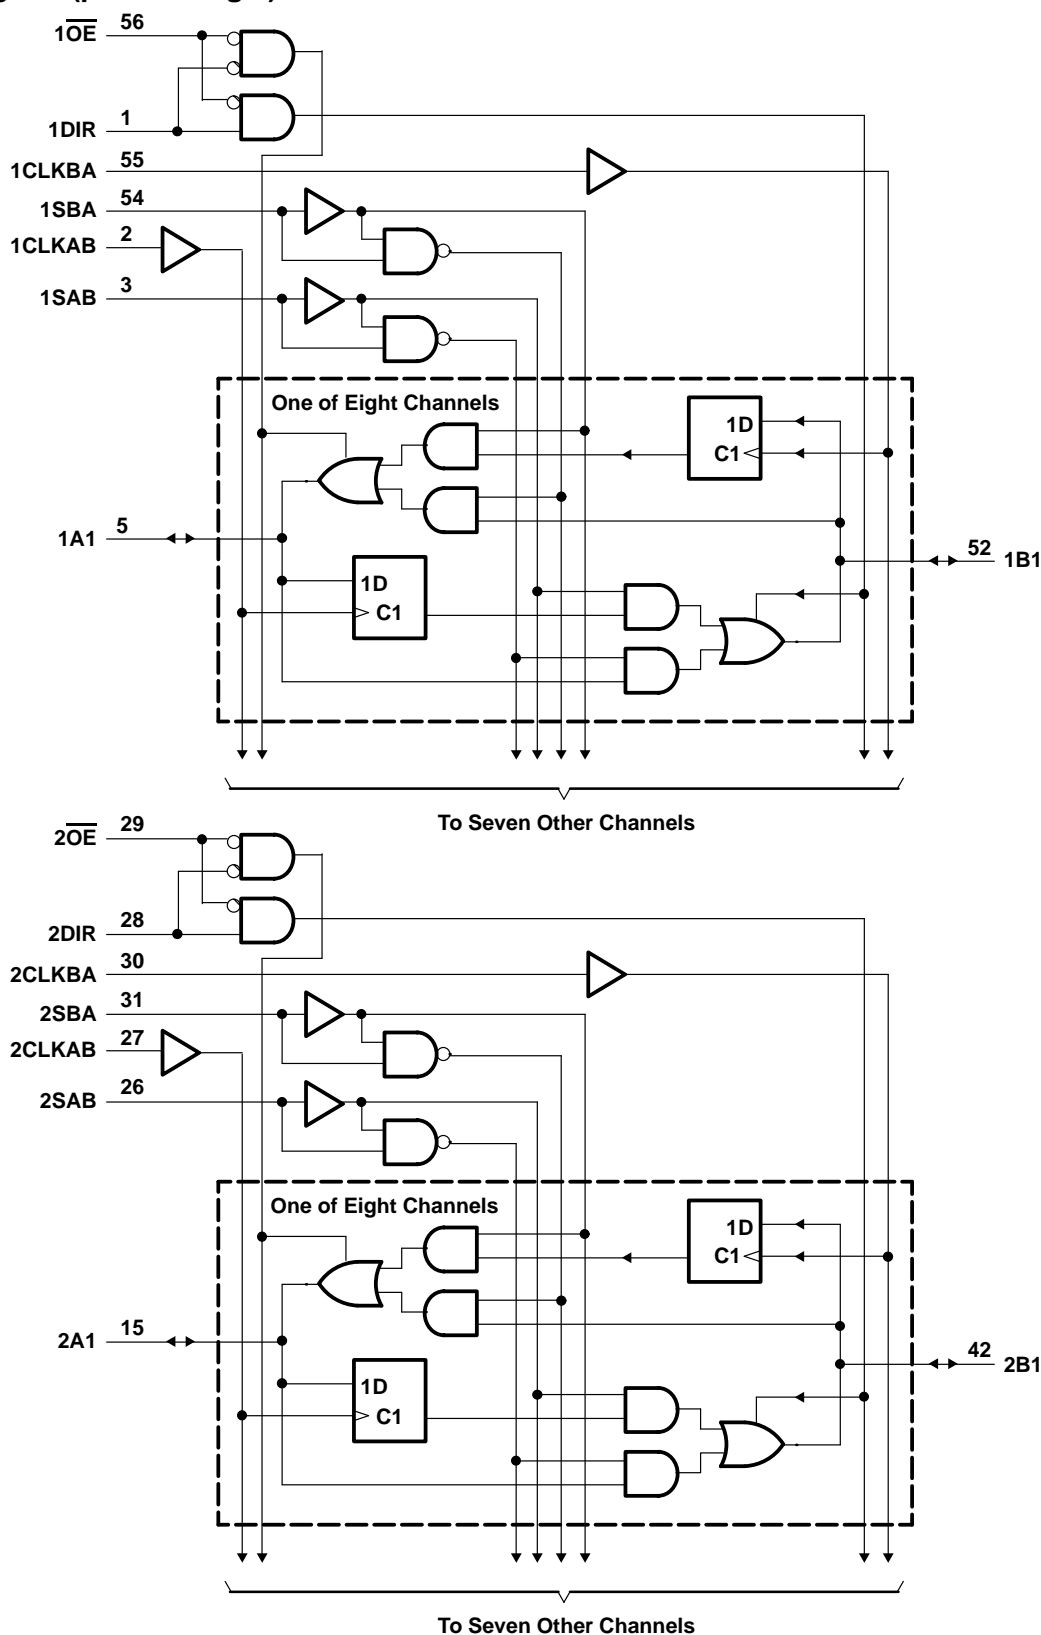 56
1O̅E̅
1
1DIR
55
1CLKBA
54
1SBA
2
1CLKAB
3
1SAB
One of Eight Channels
1D
C1
5
1A1
52
1B1
1D
C1
To Seven Other Channels
29
2O̅E̅
28
2DIR
30
2CLKBA
31
2SBA
27
2CLKAB
26
2SAB
One of Eight Channels
1D
C1
15
2A1
42
2B1
1D
C1
To Seven Other Channels